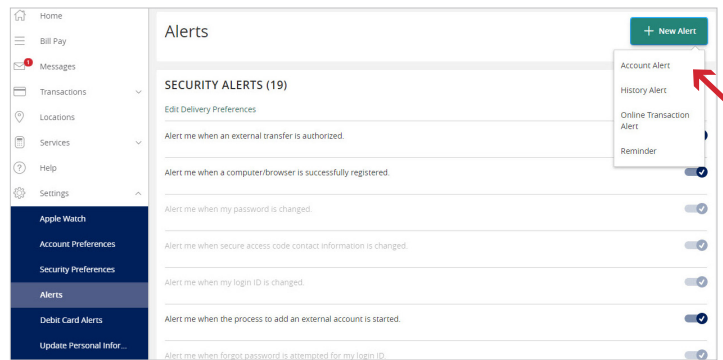 Home
Bill Pay
1
Messages
Transactions
Locations
Services
Help
Settings
Apple Watch
Account Preferences
Security Preferences
Alerts
Debit Card Alerts
Update Personal Infor...
Alerts
+ New Alert
Account Alert
History Alert
Online Transaction
Alert
Reminder
SECURITY ALERTS (19)
Edit Delivery Preferences
Alert me when an external transfer is authorized.
Alert me when a computer/browser is successfully registered.
Alert me when my password is changed.
Alert me when secure access code contact information is changed.
Alert me when my login ID is changed.
Alert me when the process to add an external account is started.
Alert me when forgot password is attempted for my login ID.